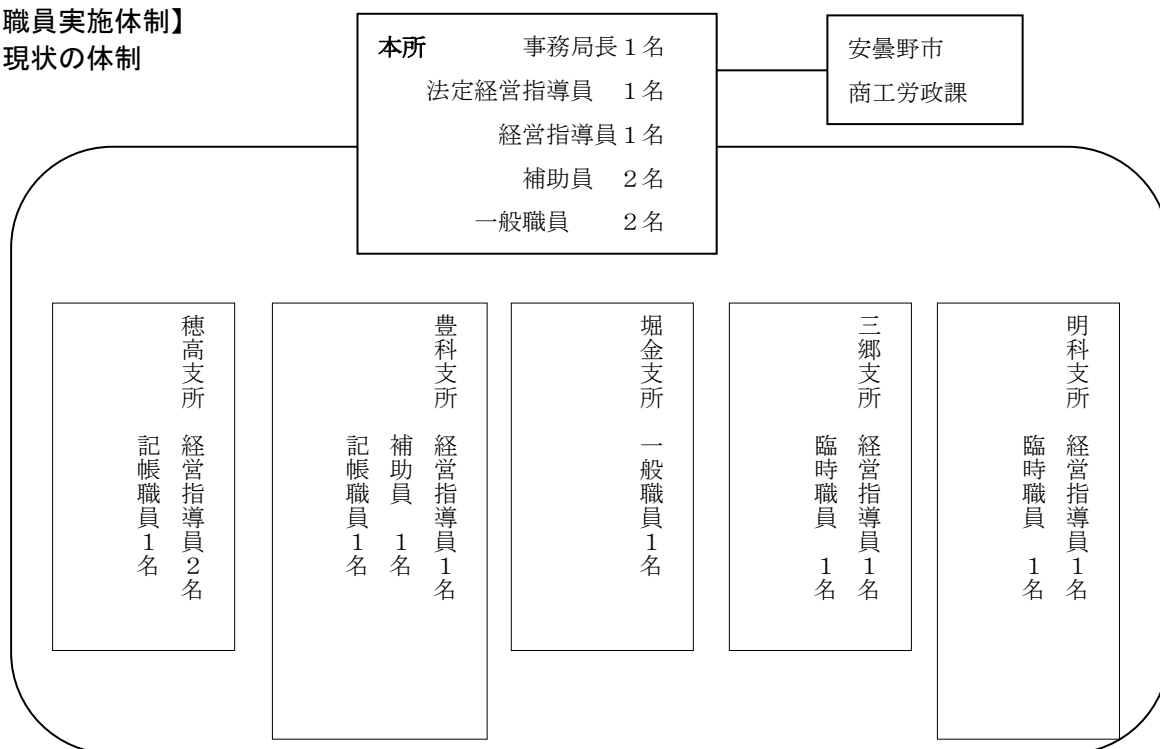 職員実施体制】
現状の体制
本所　　　事務局長１名
法定経営指導員　１名
経営指導員１名
補助員　２名
一般職員　　２名
安曇野市
商工労政課
穂高支所　経営指導員２名
記帳職員１名
豊科支所　経営指導員１名
補助員　１名
記帳職員１名
堀金支所　一般職員１名
三郷支所　経営指導員１名
臨時職員　１名
明科支所　経営指導員１名
臨時職員　１名